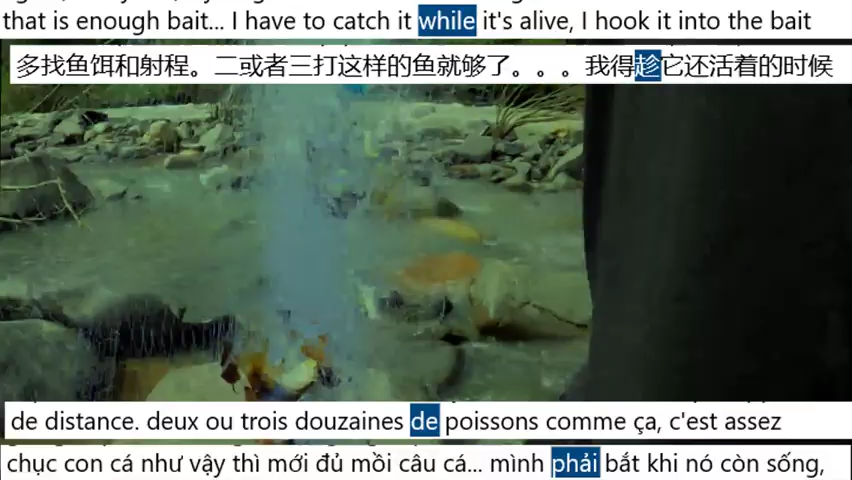 that is enough bait... I have to catch it while it's alive, I hook it into the bait
多找鱼饵和射程。二或者三打这样的鱼就够了。。。我得趁它还活着的时候
de distance. deux ou trois douzaines de poissons comme ça, c'est assez
chục con cá như vậy thì mới đủ mồi câu cá... mình phải bắt khi nó còn sống,